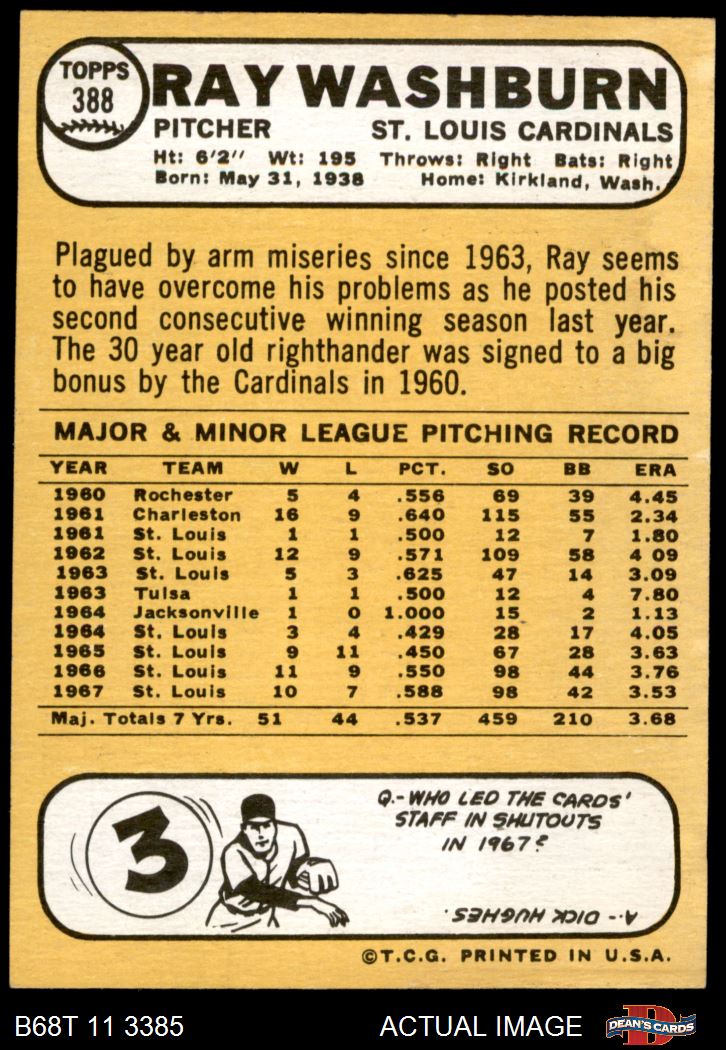 TOPPS
388
RAY WASHBURN
PITCHER ST. LOUIS CARDINALS
Ht: 6'2" Wt: 195 Throws: Right Bats: Right
Born: May 31, 1938 Home: Kirkland, Wash.
Plagued by arm miseries since 1963, Ray seems
to have overcome his problems as he posted his
second consecutive winning season last year.
The 30 year old righthander was signed to a big
bonus by the Cardinals in 1960.
MAJOR & MINOR LEAGUE PITCHING RECORD
YEAR TEAM W L PCT. SO BB ERA
1960 Rochester 5 4 .556 69 39 4.45
1961 Charleston 16 9 .640 115 55 2.34
1961 St. Louis 1 1 .500 12 7 1.80
1962 St. Louis 12 9 .571 109 58 4 09
1963 St. Louis 5 3 .625 47 14 3.09
1963 Tulsa 1 1 .500 12 4 7.80
1964 Jacksonville 1 0 1.000 15 2 1.13
1964 St. Louis 3 4 .429 28 17 4.05
1965 St. Louis 9 11 .450 67 28 3.63
1966 St. Louis 11 9 .550 98 44 3.76
1967 St. Louis 10 7 .588 98 42 3.53
Maj. Totals 7 Yrs. 51 44 .537 459 210 3.68
3
Q.-WHO LED THE CARDS'
STAFF IN SHUTOUTS
IN 1967?
A.- DICK HUGHES.
©T.C.G. PRINTED IN U.S.A.
B68T 11 3385 ACTUAL IMAGE D DEAN'S CARDS